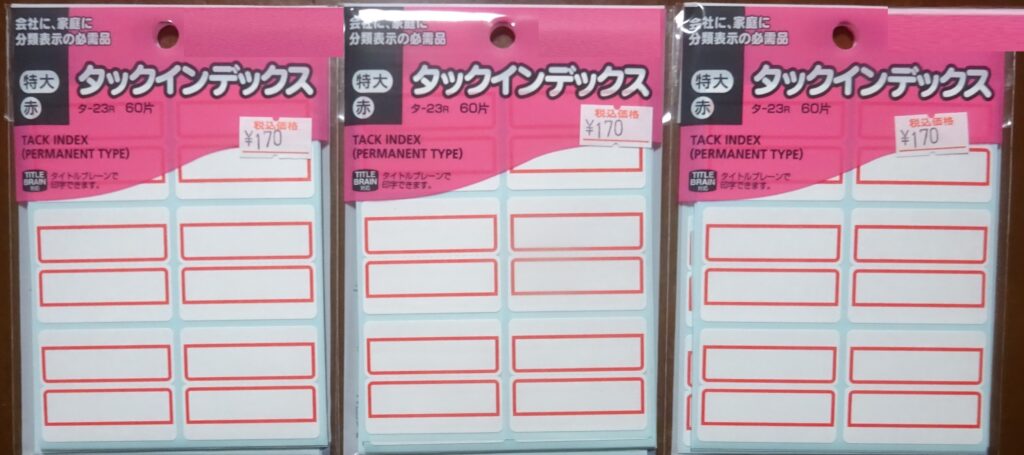 会社に、家庭に
分類表示の必需品
特大
赤
タックインデックス
タ-23R 60片
税込価格
¥170
TACK INDEX
(PERMANENT TYPE)
TITLE
BRAIN
対応
タイトルブレーンで
印字できます。
会社に、家庭に
分類表示の必需品
特大
赤
タックインデックス
タ-23R 60片
税込価格
¥170
TACK INDEX
(PERMANENT TYPE)
TITLE
BRAIN
対応
タイトルブレーンで
印字できます。
会社に、家庭に
分類表示の必需品
特大
赤
タックインデックス
タ-23R 60片
税込価格
¥170
TACK INDEX
(PERMANENT TYPE)
TITLE
BRAIN
対応
タイトルブレーンで
印字できます。